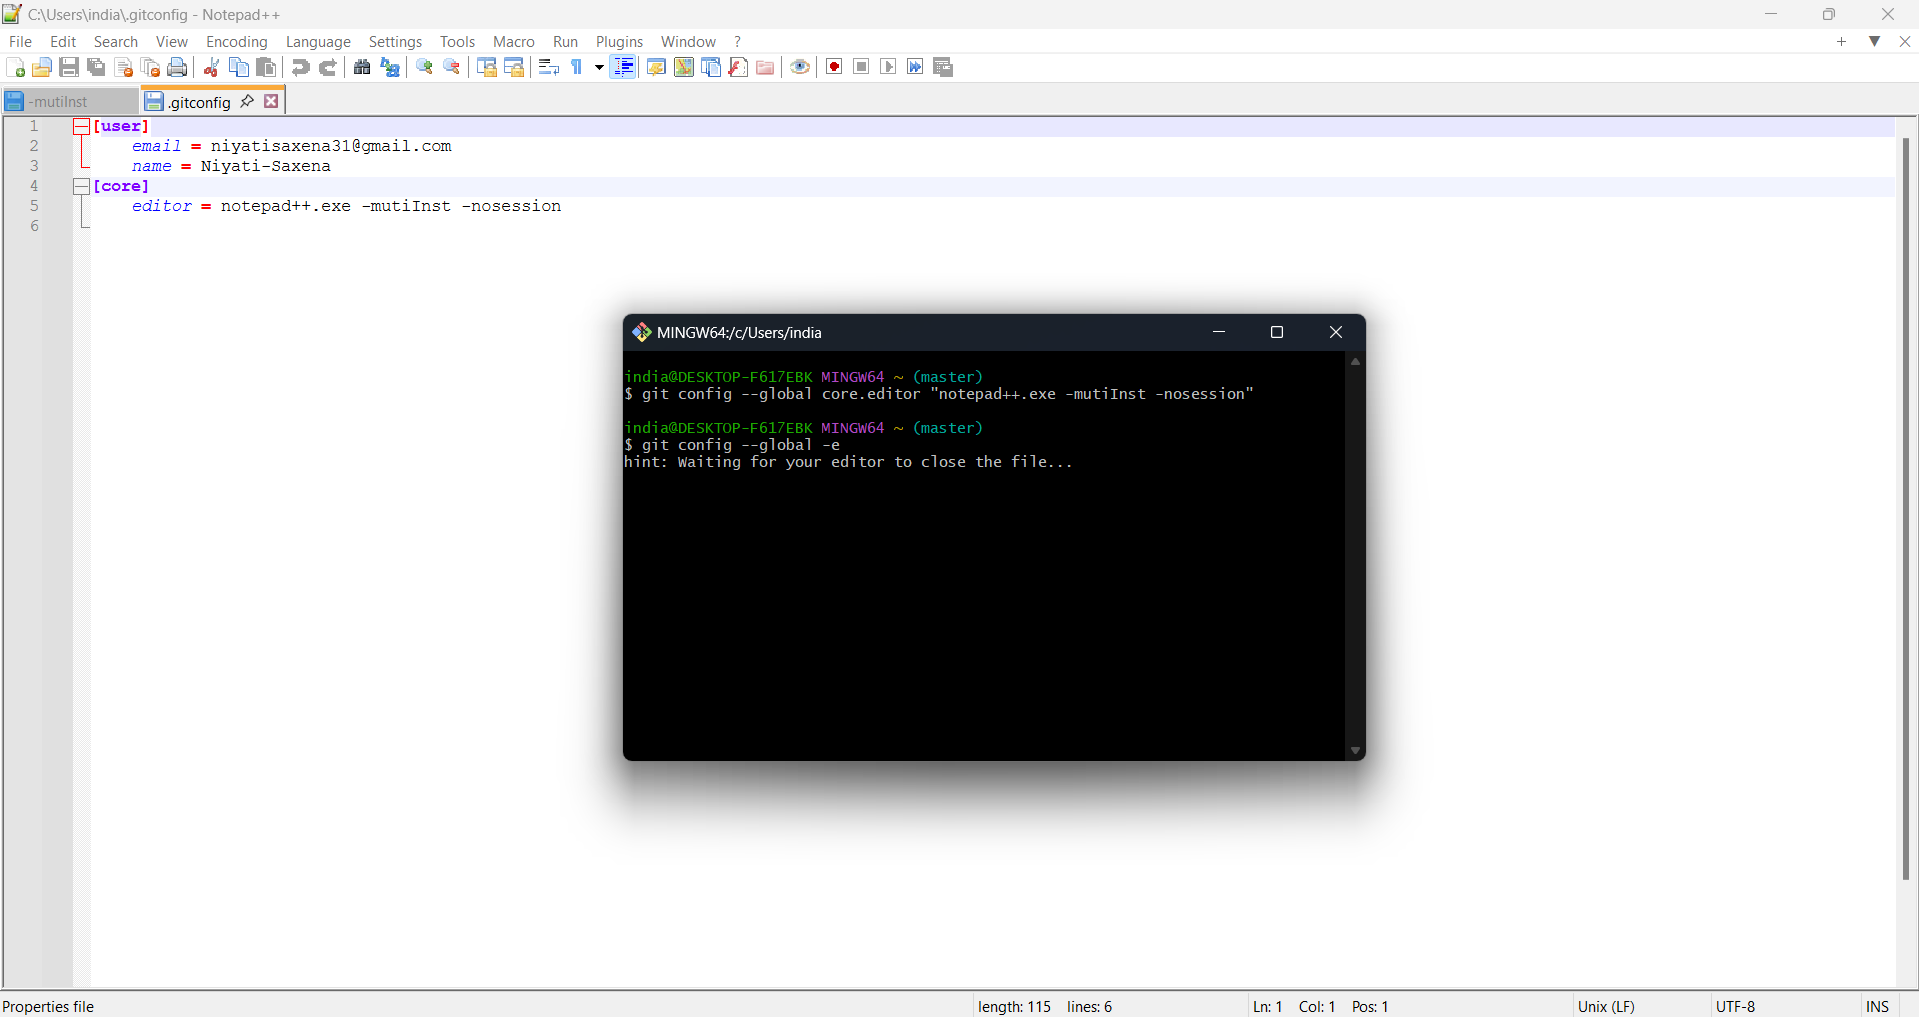 C:\Users\india\.gitconfig - Notepad++
File Edit Search View Encoding Language Settings Tools Macro Run Plugins Window ?
-mutiInst .gitconfig
1 [user]
2 email = niyatisaxena31@gmail.com
3 name = Niyati-Saxena
4 [core]
5 editor = notepad++.exe -mutiInst -nosession
6
MINGW64:/c/Users/india
india@DESKTOP-F617EBK MINGW64 ~ (master)
$ git config --global core.editor "notepad++.exe -mutiInst -nosession"
india@DESKTOP-F617EBK MINGW64 ~ (master)
$ git config --global -e
hint: Waiting for your editor to close the file...
Properties file length: 115 lines: 6 Ln: 1 Col: 1 Pos: 1 Unix (LF) UTF-8 INS